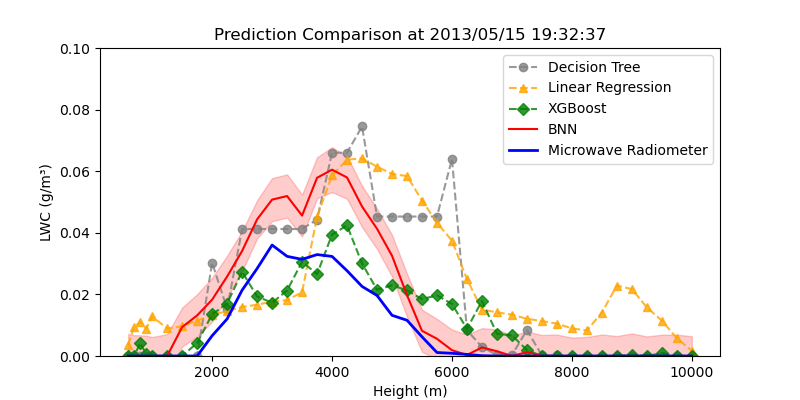 Prediction Comparison at 2013/05/15 19:32:37
0.10
0.08
0.06
0.04
0.02
0.00
LWC (g/m³)
Decision Tree
Linear Regression
XGBoost
BNN
Microwave Radiometer
2000
4000
6000
8000
10000
Height (m)